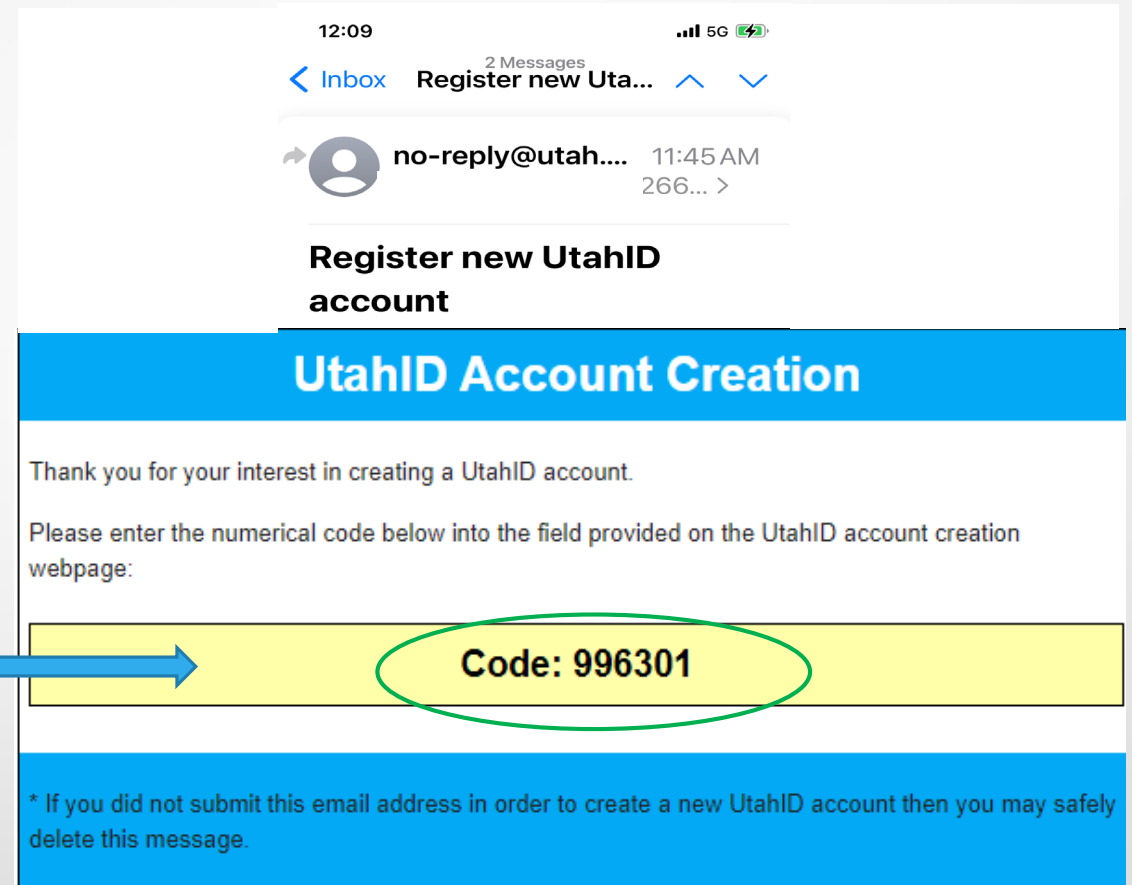 12:09 5G
2 Messages
Inbox Register new Uta...
no-reply@utah.... 11:45 AM
266... >
Register new UtahID
account
UtahID Account Creation
Thank you for your interest in creating a UtahID account.
Please enter the numerical code below into the field provided on the UtahID account creation
webpage:
Code: 996301
* If you did not submit this email address in order to create a new UtahID account then you may safely
delete this message.